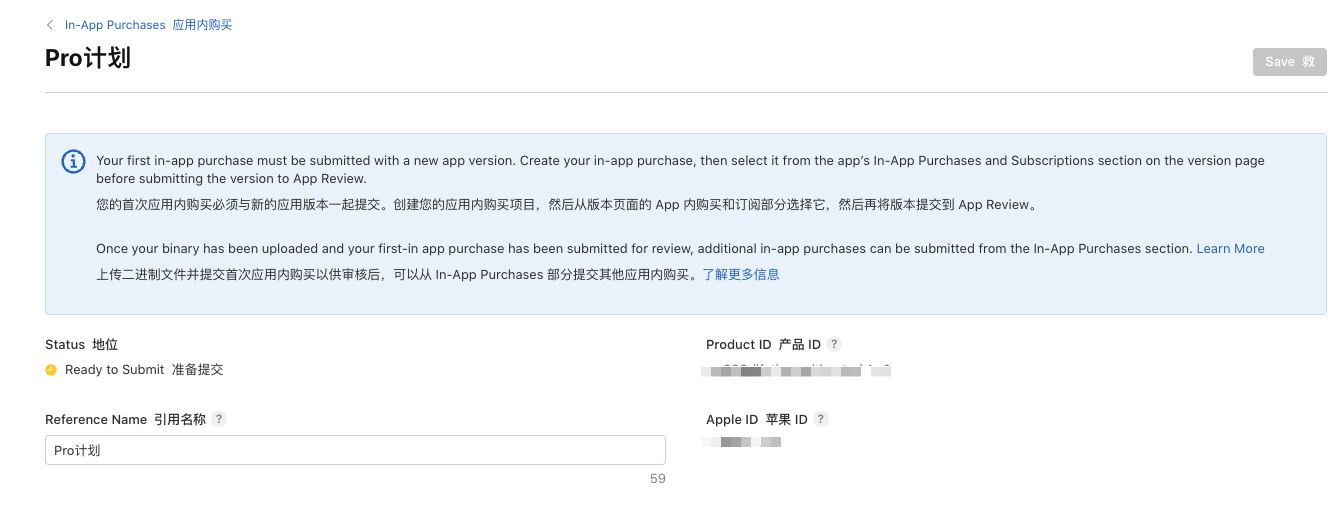 In-App Purchases 应用内购买
Pro计划
Save 救
Your first in-app purchase must be submitted with a new app version. Create your in-app purchase, then select it from the app’s In-App Purchases and Subscriptions section on the version page
before submitting the version to App Review.
您的首次应用内购买必须与新的应用版本一起提交。创建您的应用内购买项目，然后从版本页面的 App 内购买和订阅部分选择它，然后再将版本提交到 App Review。
Once your binary has been uploaded and your first-in app purchase has been submitted for review, additional in-app purchases can be submitted from the In-App Purchases section. Learn More
上传二进制文件并提交首次应用内购买以供审核后，可以从 In-App Purchases 部分提交其他应用内购买。了解更多信息
Status 地位
Product ID 产品 ID ?
Ready to Submit 准备提交
Reference Name 引用名称 ?
Apple ID 苹果 ID ?
Pro计划
59